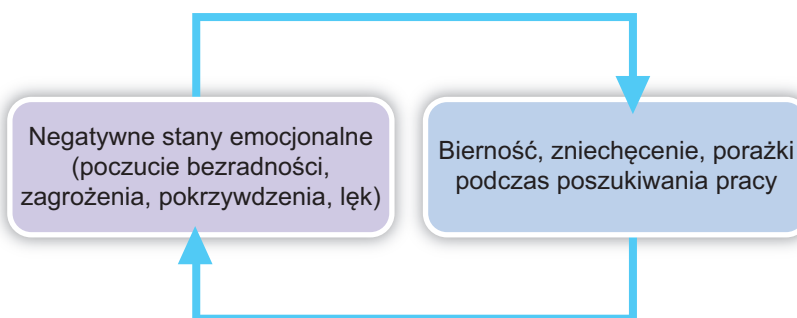 Negatywne stany emocjonalne
(poczucie bezradności,
zagrożenia, pokrzywdzenia, lęk)
Bierność, zniechęcenie, porażki
podczas poszukiwania pracy